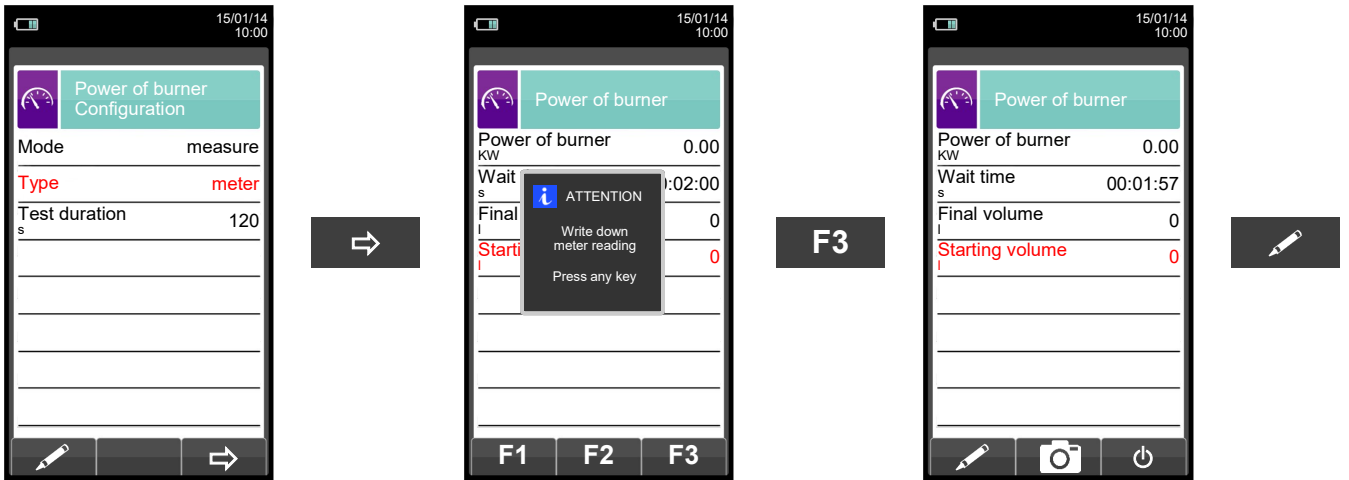 15/01/14
10:00
Power of burner
Configuration
Mode measure
Type meter
Test duration 120
s
15/01/14
10:00
Power of burner
Power of burner 0.00
KW
Wait :02:00
s
Final 0
l
Starti 0
l
ATTENTION
Write down
meter reading
Press any key
F1 F2 F3
F3
15/01/14
10:00
Power of burner
Power of burner 0.00
KW
Wait time 00:01:57
s
Final volume 0
l
Starting volume 0
l